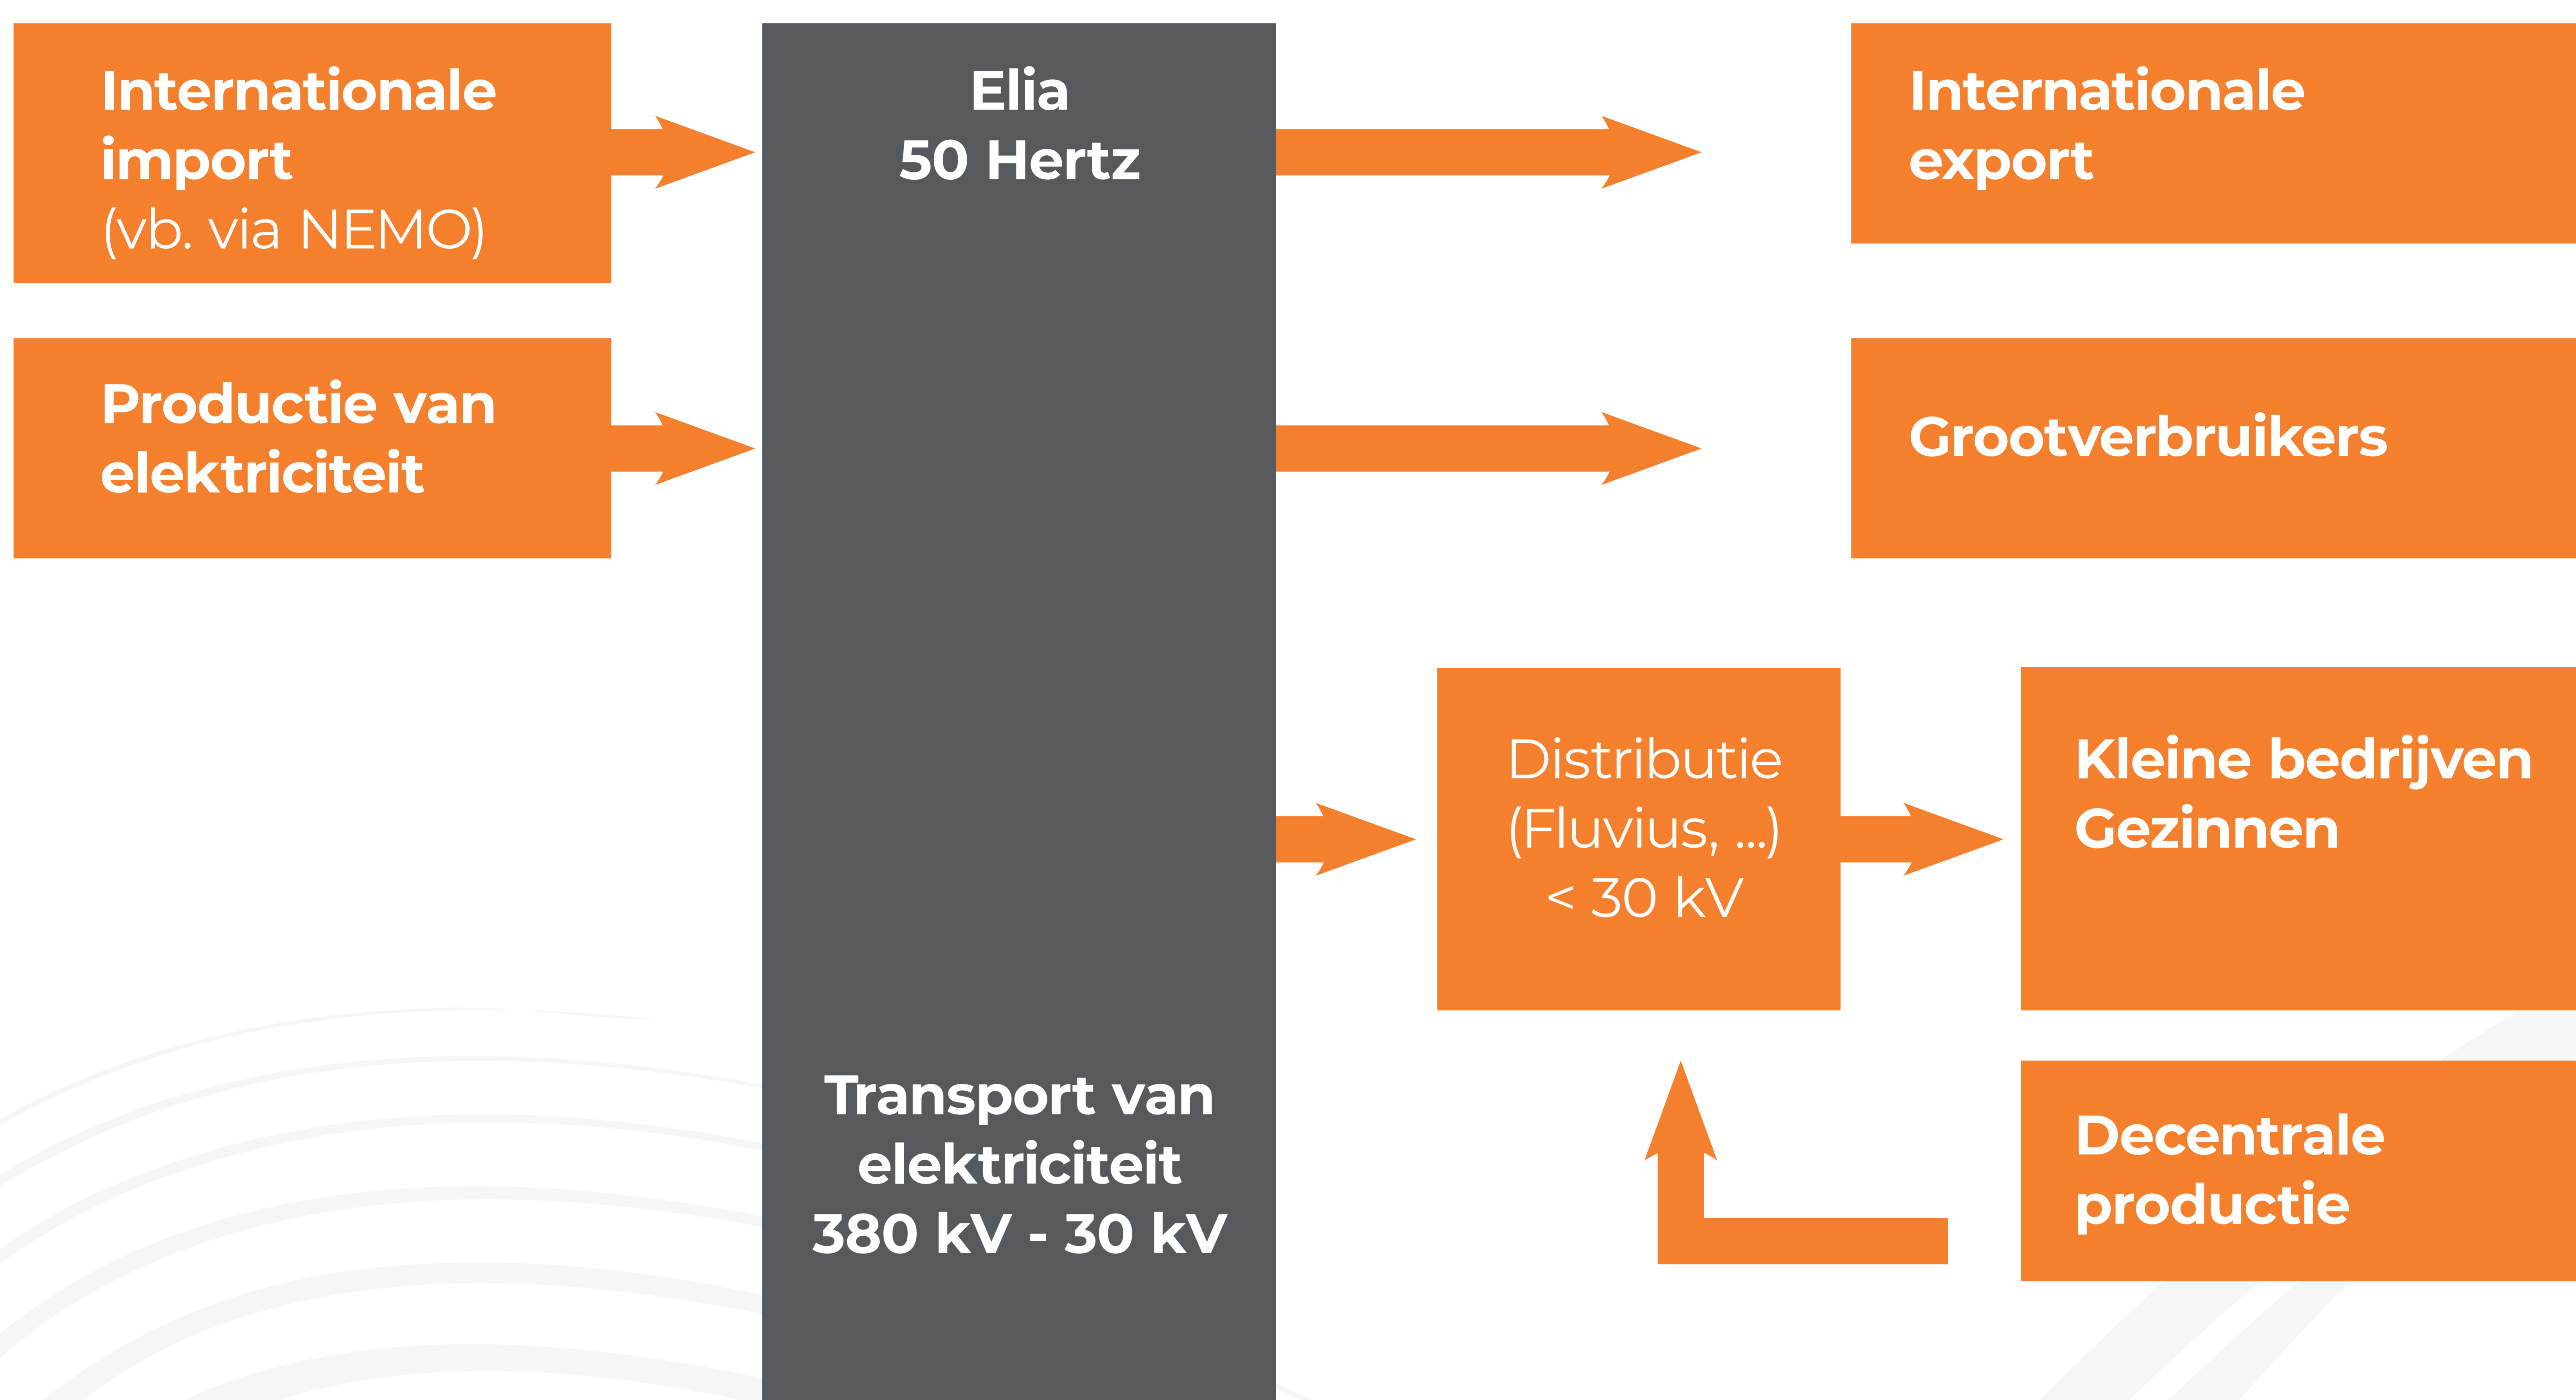 Internationale
import
(vb. via NEMO)
Productie van
elektriciteit
Elia
50 Hertz
Transport van
elektriciteit
380 kV - 30 kV
Internationale
export
Grootverbruikers
Distributie
(Fluvius, ...)
< 30 kV
Kleine bedrijven
Gezinnen
Decentrale
productie